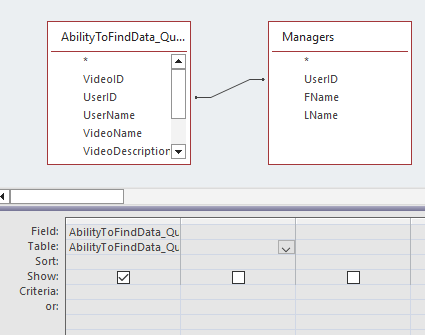 AbilityToFindData_Qu...
*
VideoID
UserID
UserName
VideoName
VideoDescription
Managers
*
UserID
FName
LName
Field: AbilityToFindData_Qu
Table: AbilityToFindData_Qu
Sort:
Show:
Criteria:
or: